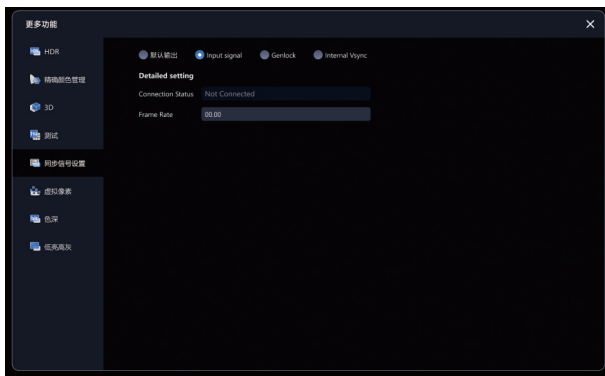 更多功能
HDR
精确颜色管理
3D
测试
同步信号设置
虚拟像素
色深
低亮高灰
默认输出 Input signal Genlock Internal Vsync
Detailed setting
Connection Status Not Connected
Frame Rate 00.00